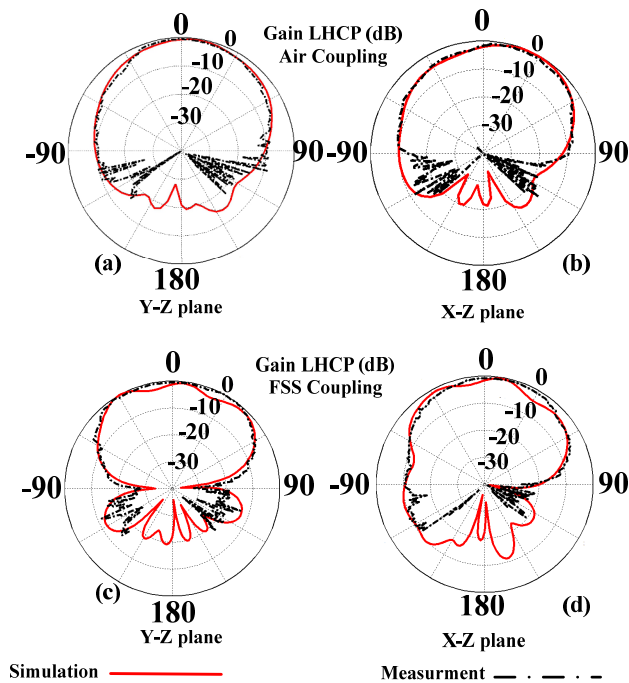 0
0
Gain LHCP (dB)
Air Coupling
-10
-20
-30
-90
90
(a)
180
Y-Z plane
0
0
-10
-20
-30
-90
90
(b)
180
X-Z plane
0
0
Gain LHCP (dB)
FSS Coupling
-10
-20
-30
-90
90
(c)
180
Y-Z plane
0
0
-10
-20
-30
-90
90
(d)
180
X-Z plane
Simulation
Measurment